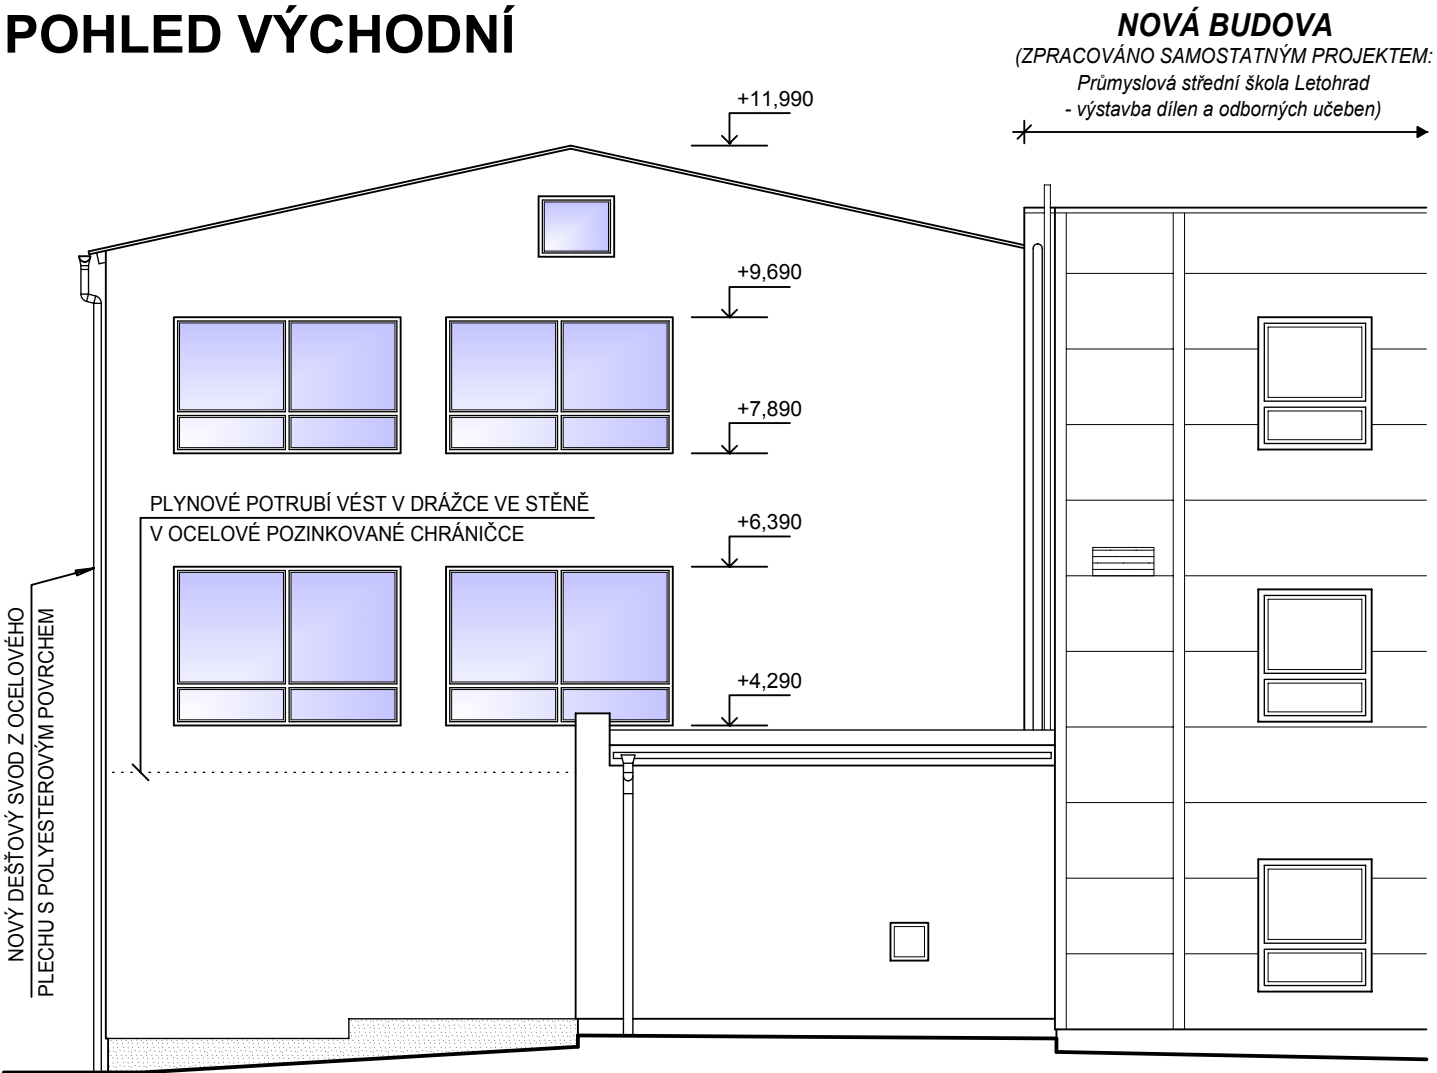 POHLED VÝCHODNÍ
NOVÁ BUDOVA
(ZPRACOVÁNO SAMOSTATNÝM PROJEKTEM:
Průmyslová střední škola Letohrad
- výstavba dílen a odborných učeben)
+11,990
+9,690
+7,890
PLYNOVÉ POTRUBÍ VÉST V DRÁŽCE VE STĚNĚ
V OCELOVÉ POZINKOVANÉ CHRÁNIČCE
+6,390
+4,290
NOVÝ DEŠŤOVÝ SVOD Z OCELOVÉHO
PLECHU S POLYESTEROVÝM POVRCHEM